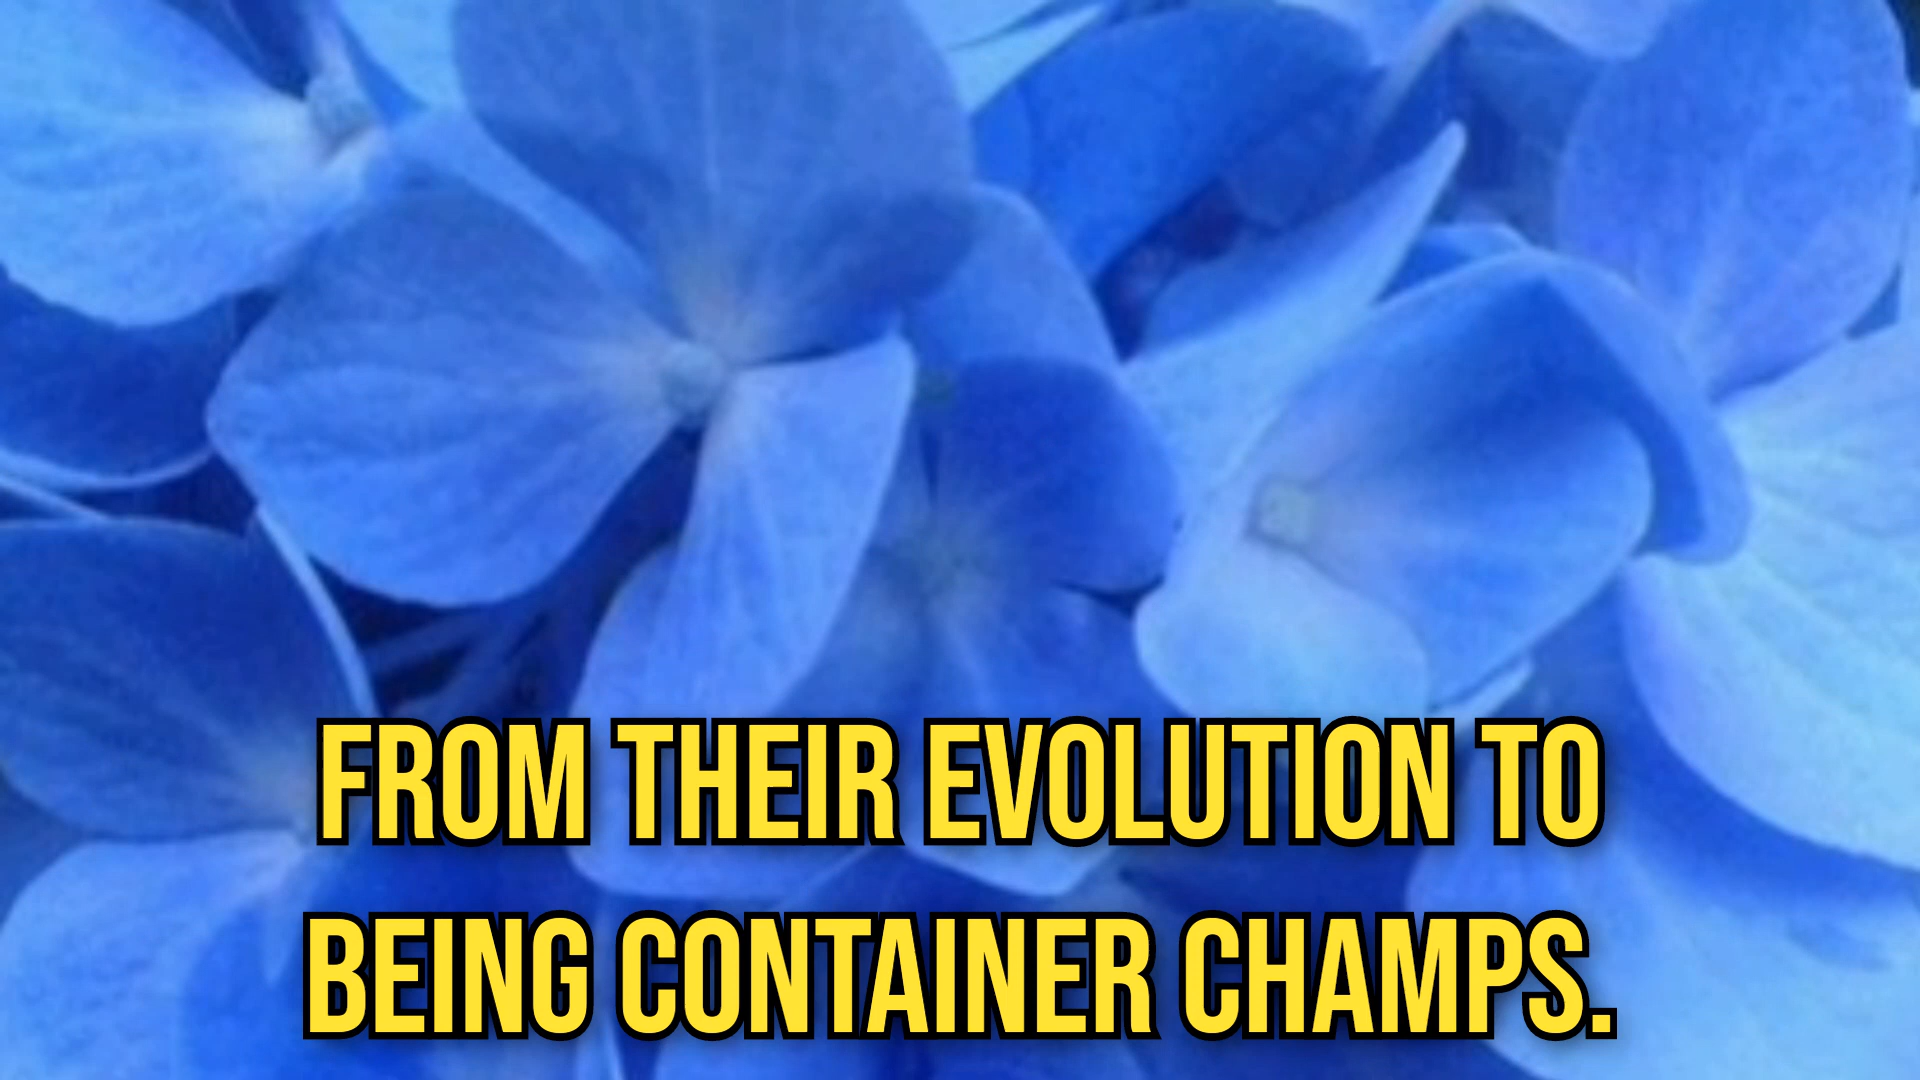 FROM THEIR EVOLUTION TO
BEING CONTAINER CHAMPS.